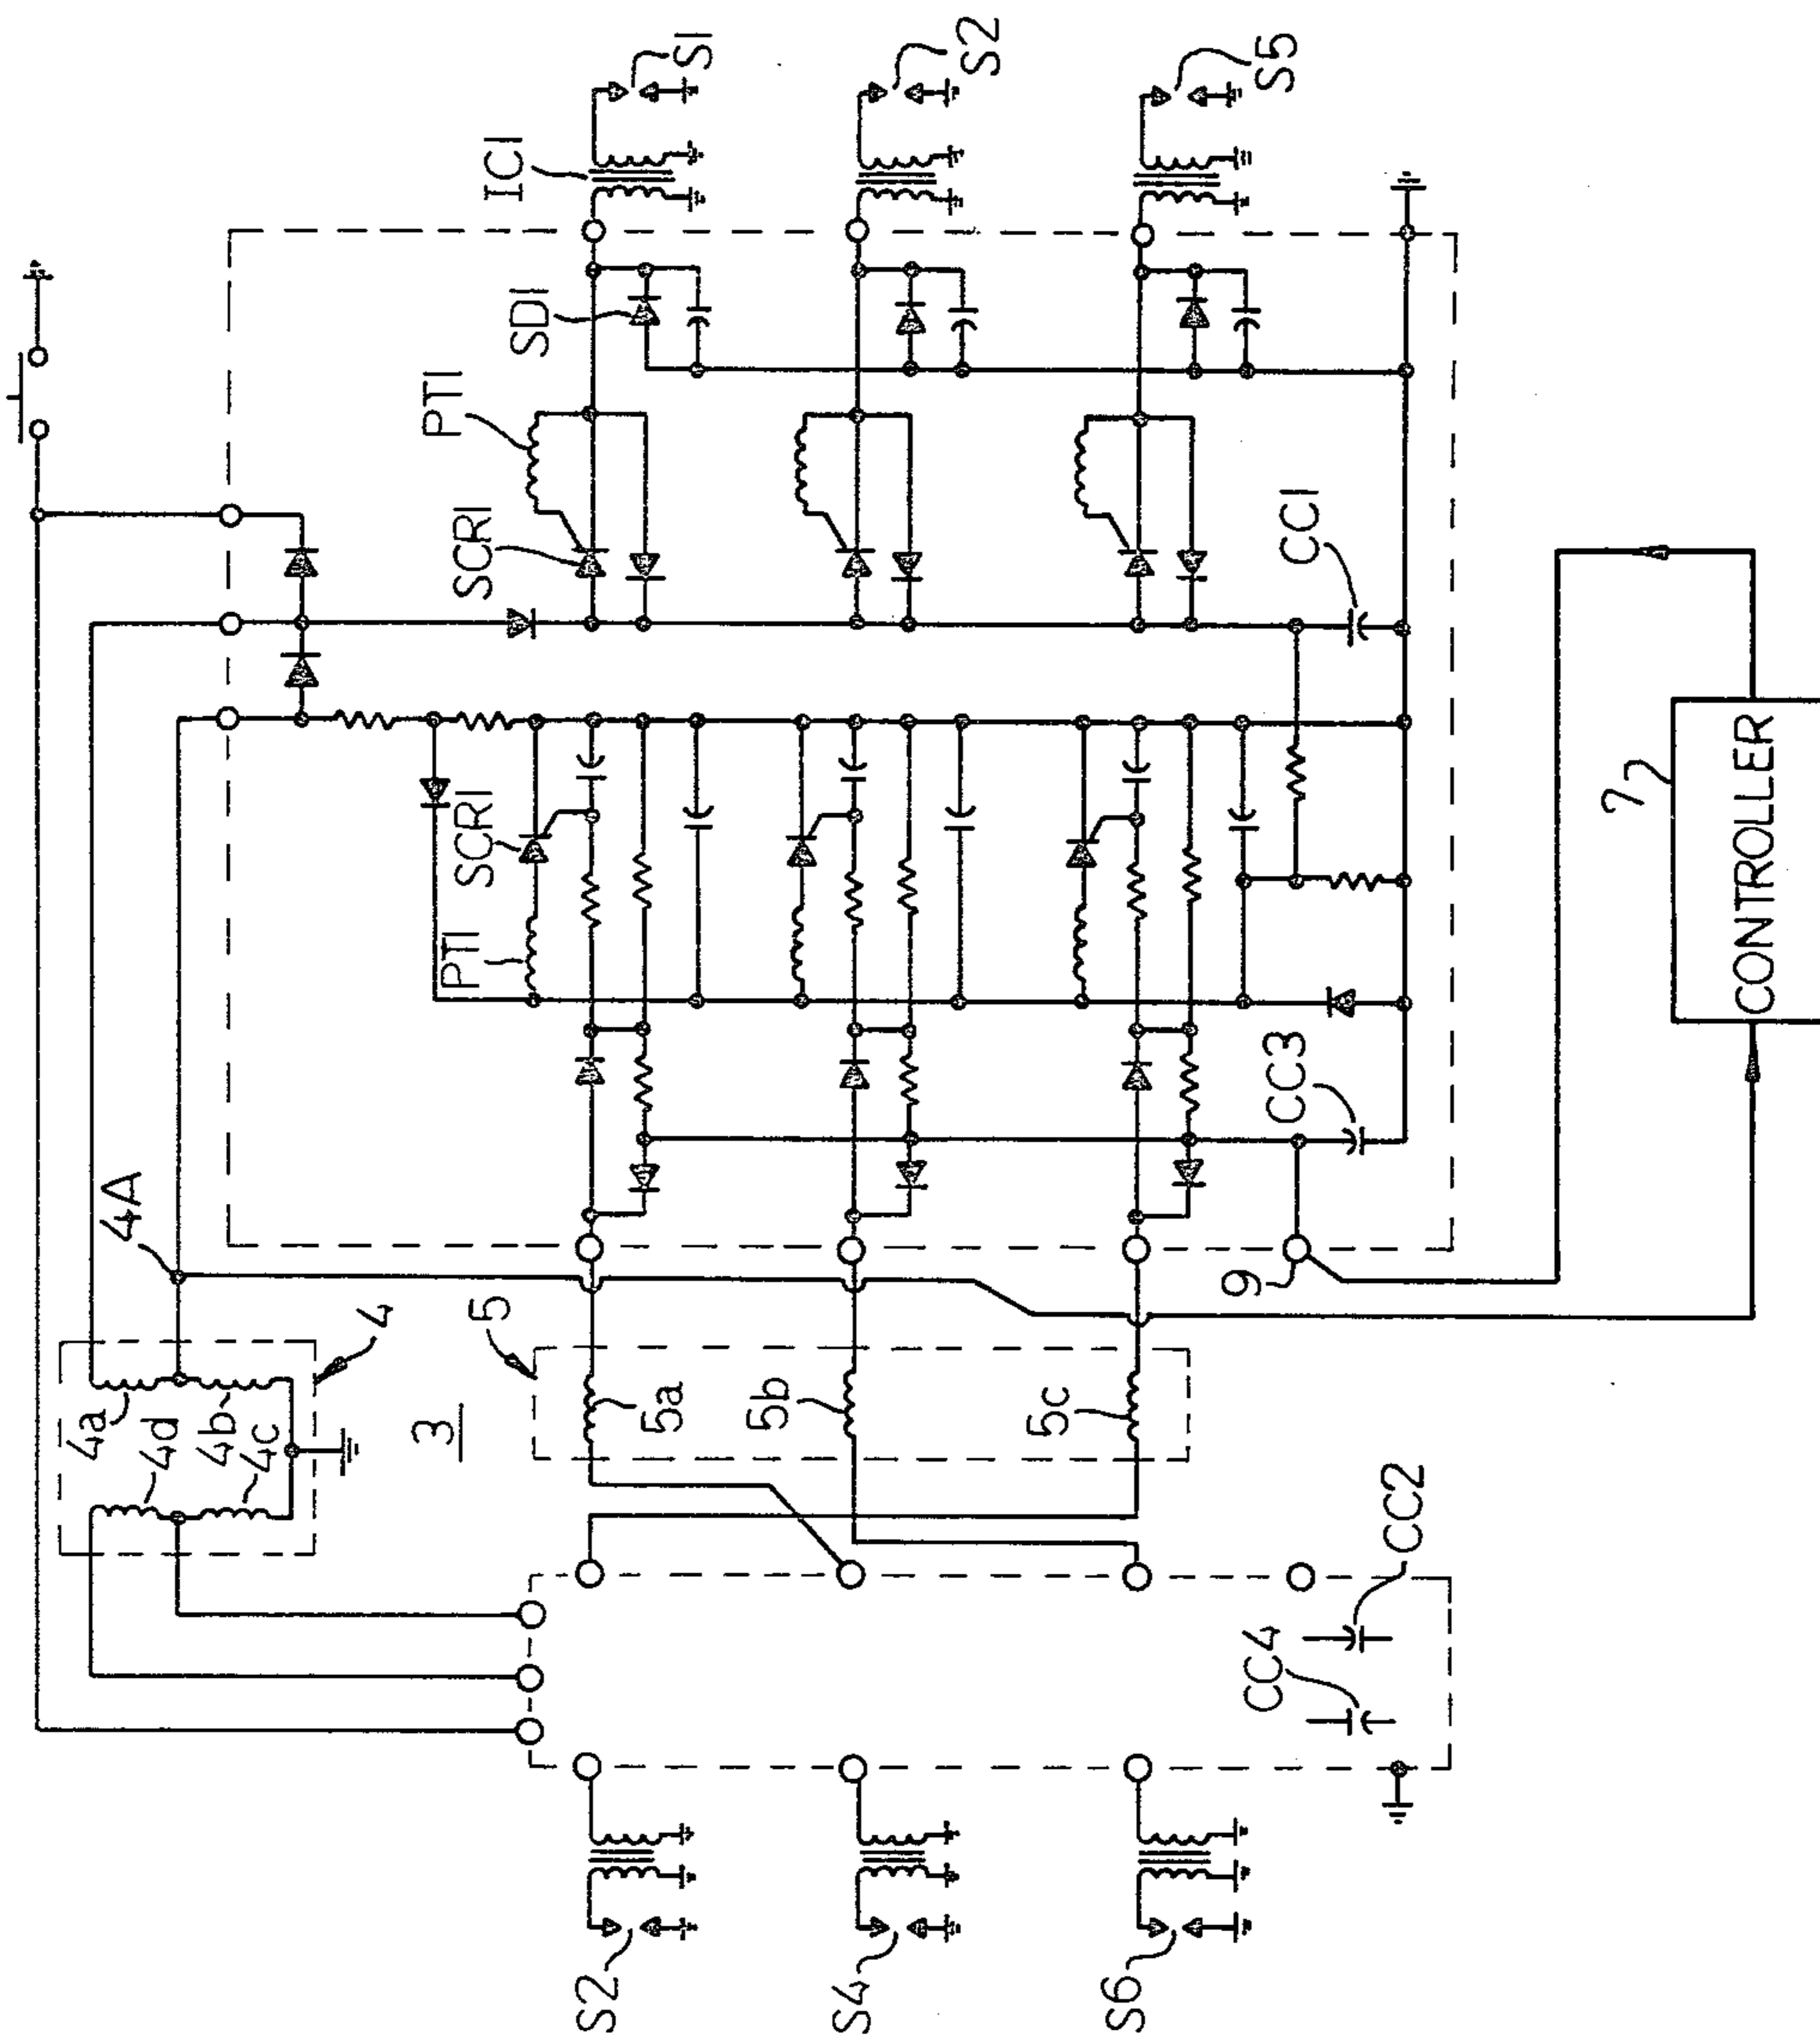 4a
4A
4d
4b
4c
4
3
PT1
PT1
SCR1
SCR1
5
IC1
SD1
S2
5a
S1
5b
S4
S2
5c
S6
9
CC4
CC3
S5
CC1
CC2
7
CONTROLLER